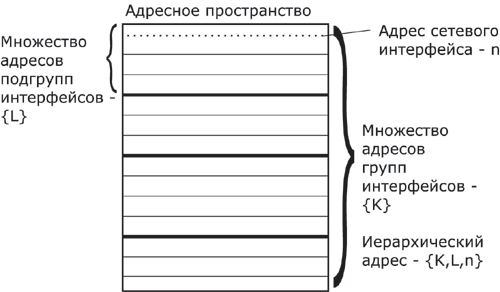 Адресное пространство
Множество
адресов
подгрупп
интерфейсов -
{L}
Адрес сетевого
интерфейса - n
Множество
адресов
групп
интерфейсов -
{K}
Иерархический
адрес - {K,L,n}